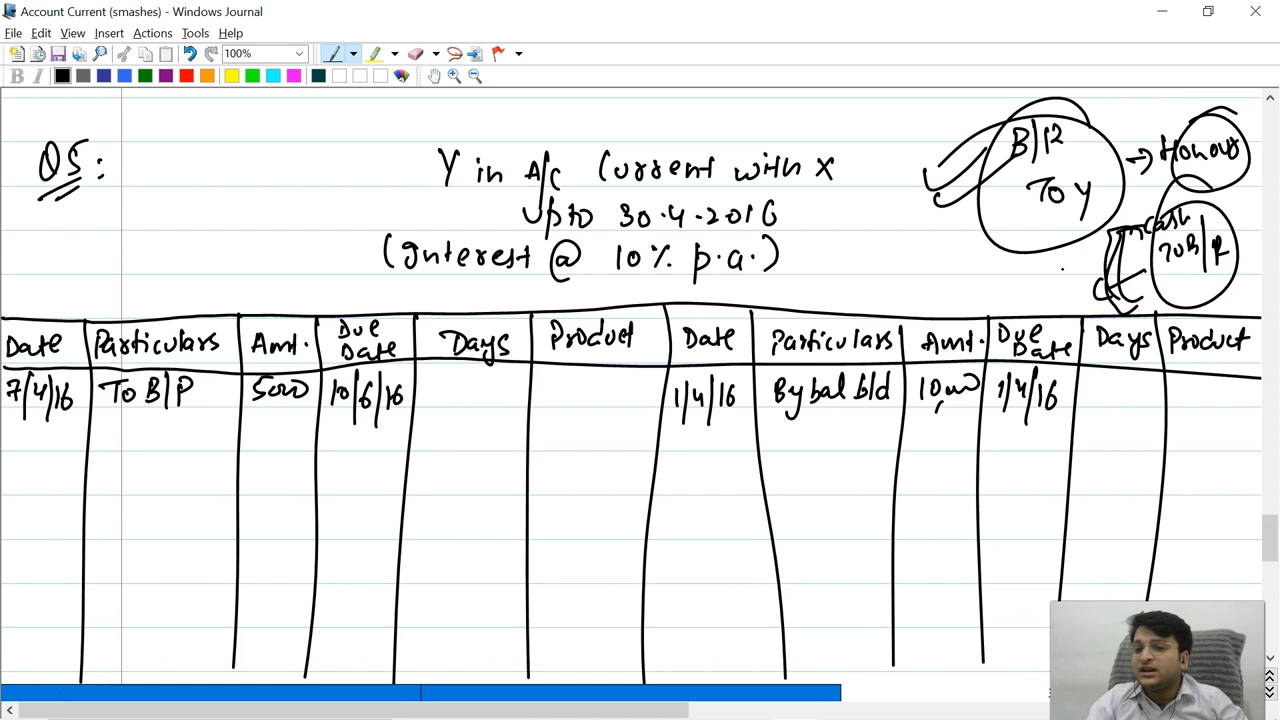 Account Current (smashes) - Windows Journal
File Edit View Insert Actions Tools Help
100%
B I
Q5:
Y in A/C Current with X
upto 30.4.2016
(Interest @ 10% p.a.)
B/R
To Y
→ Honour
Cash
To B/R
Date Particulars Amt. Due Date Days Product Date Particulars Amt. Due Date Days Product
7/4/16 To B/P 5000 10/6/16 1/4/16 By bal b/d 10,000 1/4/16